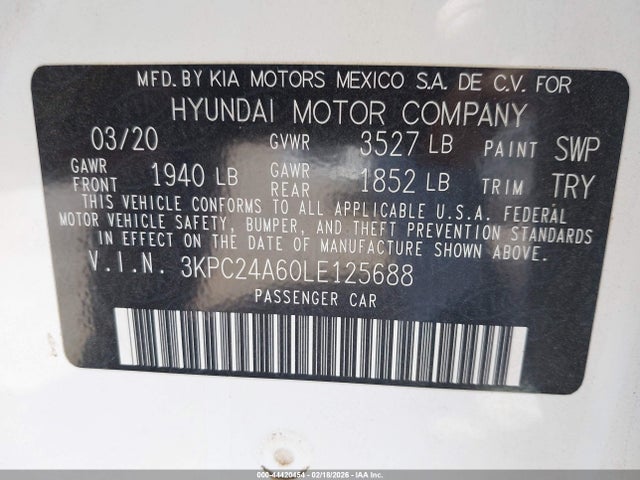 MFD. BY KIA MOTORS MEXICO S.A. DE C.V. FOR
HYUNDAI MOTOR COMPANY
03/20 GVWR 3527 LB PAINT SWP
GAWR FRONT 1940 LB GAWR REAR 1852 LB TRIM TRY
THIS VEHICLE CONFORMS TO ALL APPLICABLE U.S.A. FEDERAL
MOTOR VEHICLE SAFETY, BUMPER, AND THEFT PREVENTION STANDARDS
IN EFFECT ON THE DATE OF MANUFACTURE SHOWN ABOVE.
V.I.N. 3KPC24A60LE125688
PASSENGER CAR
000-44420454 - 02/18/2026 - IAAI.com